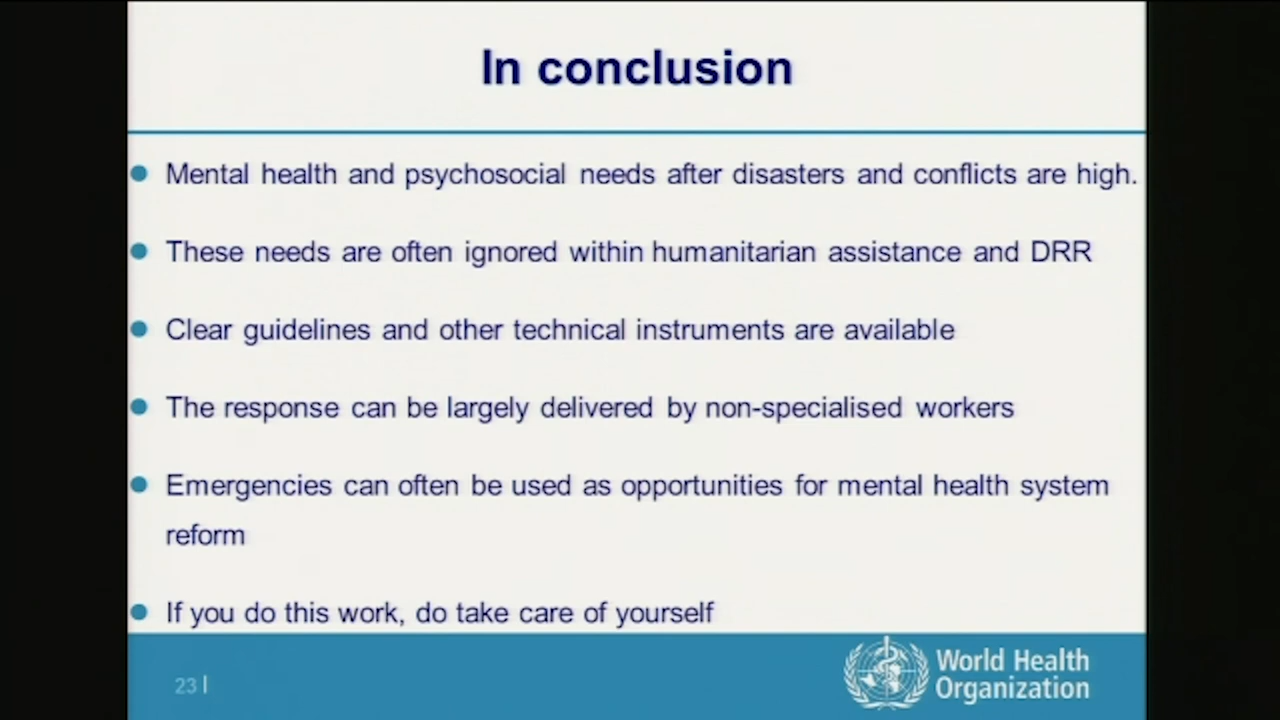 In conclusion
Mental health and psychosocial needs after disasters and conflicts are high.
These needs are often ignored within humanitarian assistance and DRR
Clear guidelines and other technical instruments are available
The response can be largely delivered by non-specialised workers
Emergencies can often be used as opportunities for mental health system
reform
If you do this work, do take care of yourself
23 |
World Health
Organization